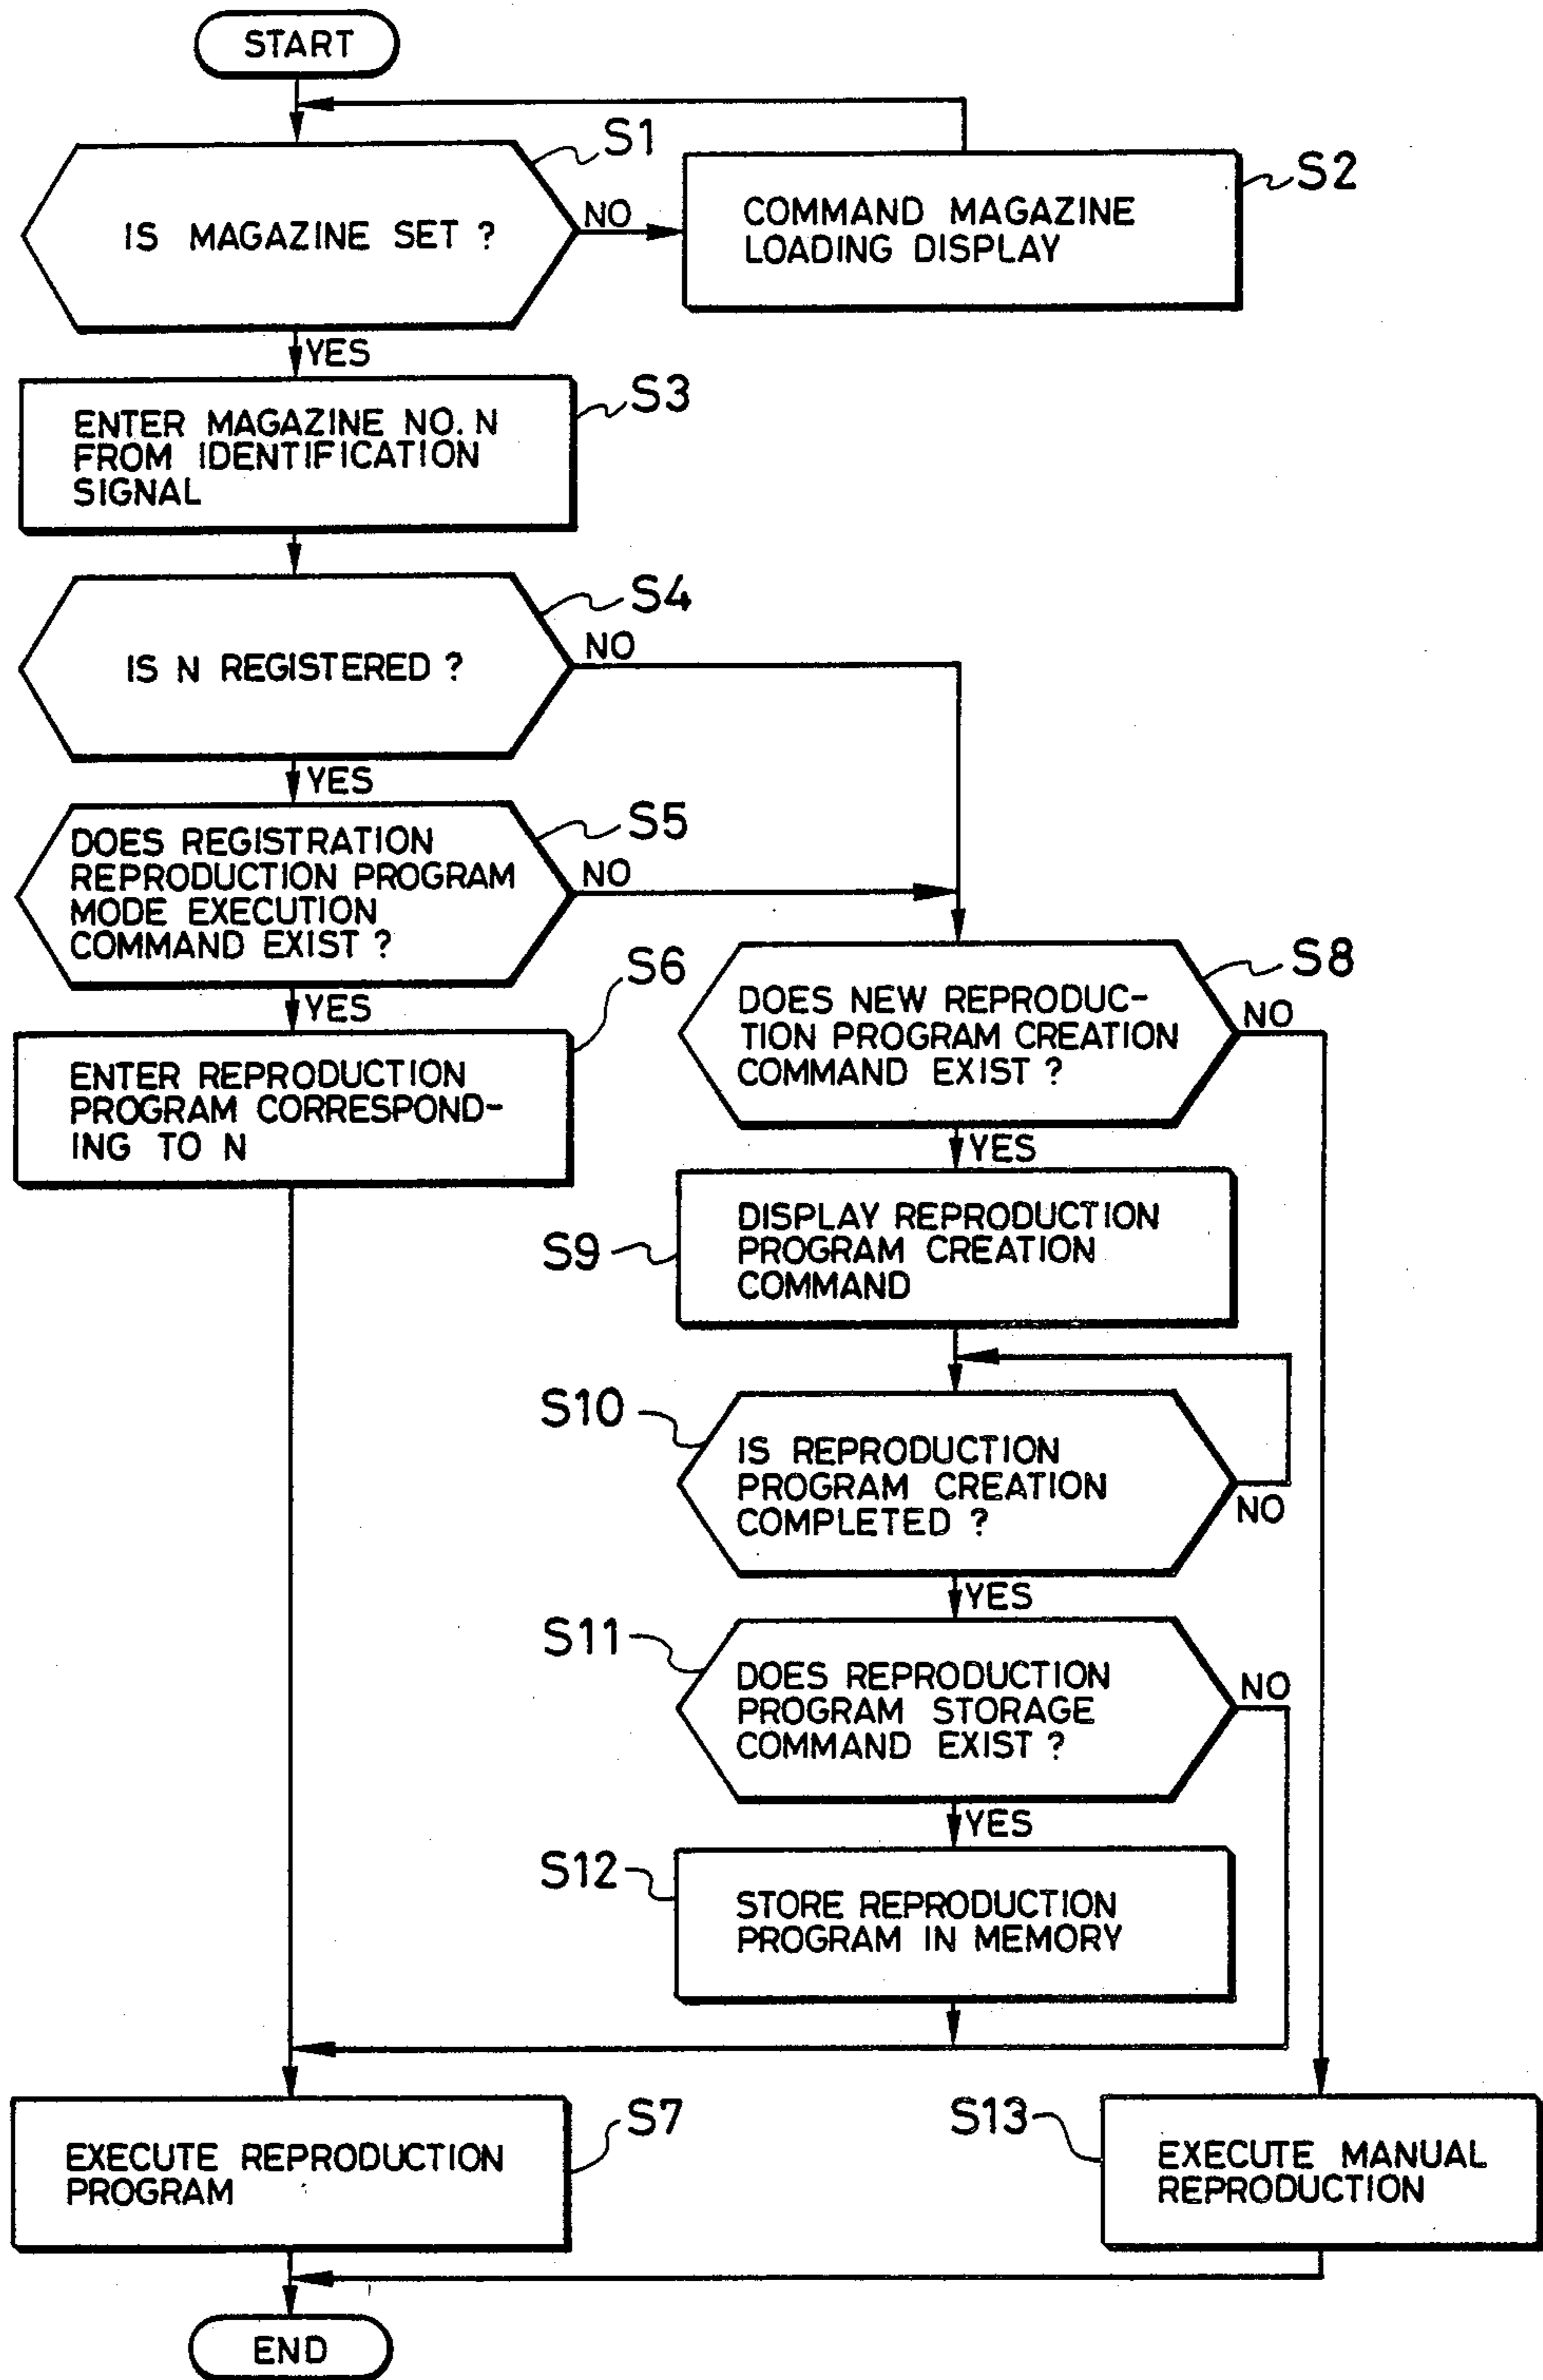 START
S1
IS MAGAZINE SET ?
NO
S2
COMMAND MAGAZINE
LOADING DISPLAY
YES
S3
ENTER MAGAZINE NO. N
FROM IDENTIFICATION
SIGNAL
S4
IS N REGISTERED ?
NO
YES
S5
DOES REGISTRATION
REPRODUCTION PROGRAM
MODE EXECUTION
COMMAND EXIST ?
NO
YES
S6
ENTER REPRODUCTION
PROGRAM CORRESPOND-
ING TO N
S8
DOES NEW REPRODUC-
TION PROGRAM CREATION
COMMAND EXIST ?
NO
YES
S9
DISPLAY REPRODUCTION
PROGRAM CREATION
COMMAND
S10
IS REPRODUCTION
PROGRAM CREATION
COMPLETED ?
NO
YES
S11
DOES REPRODUCTION
PROGRAM STORAGE
COMMAND EXIST ?
NO
YES
S12
STORE REPRODUCTION
PROGRAM IN MEMORY
S7
EXECUTE REPRODUCTION
PROGRAM
S13
EXECUTE MANUAL
REPRODUCTION
END